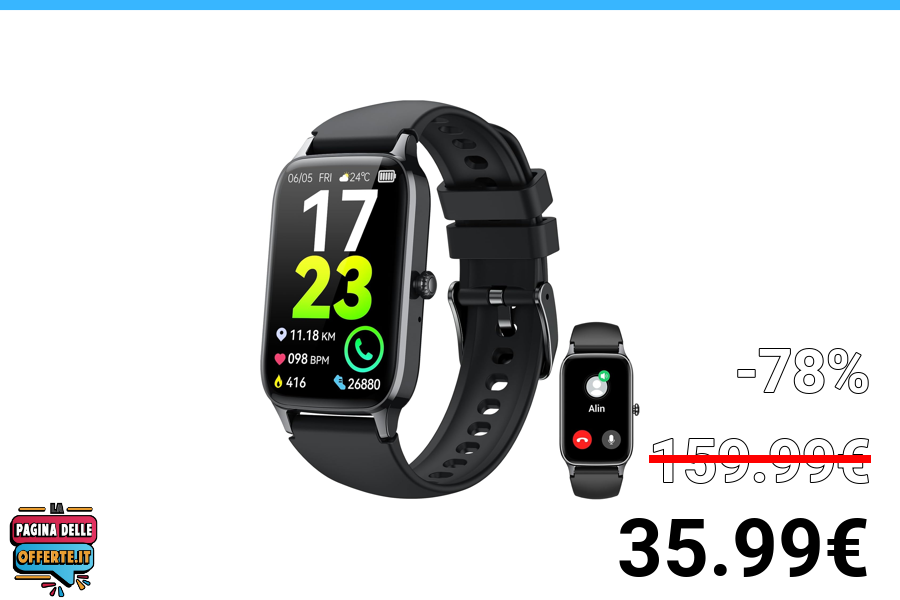 06/05 FRI 24°C
17
23
11.18 KM
098 BPM
416
26880
Alin
-78%
159.99€
35.99€
LA
PAGINA DELLE
OFFERTE.IT